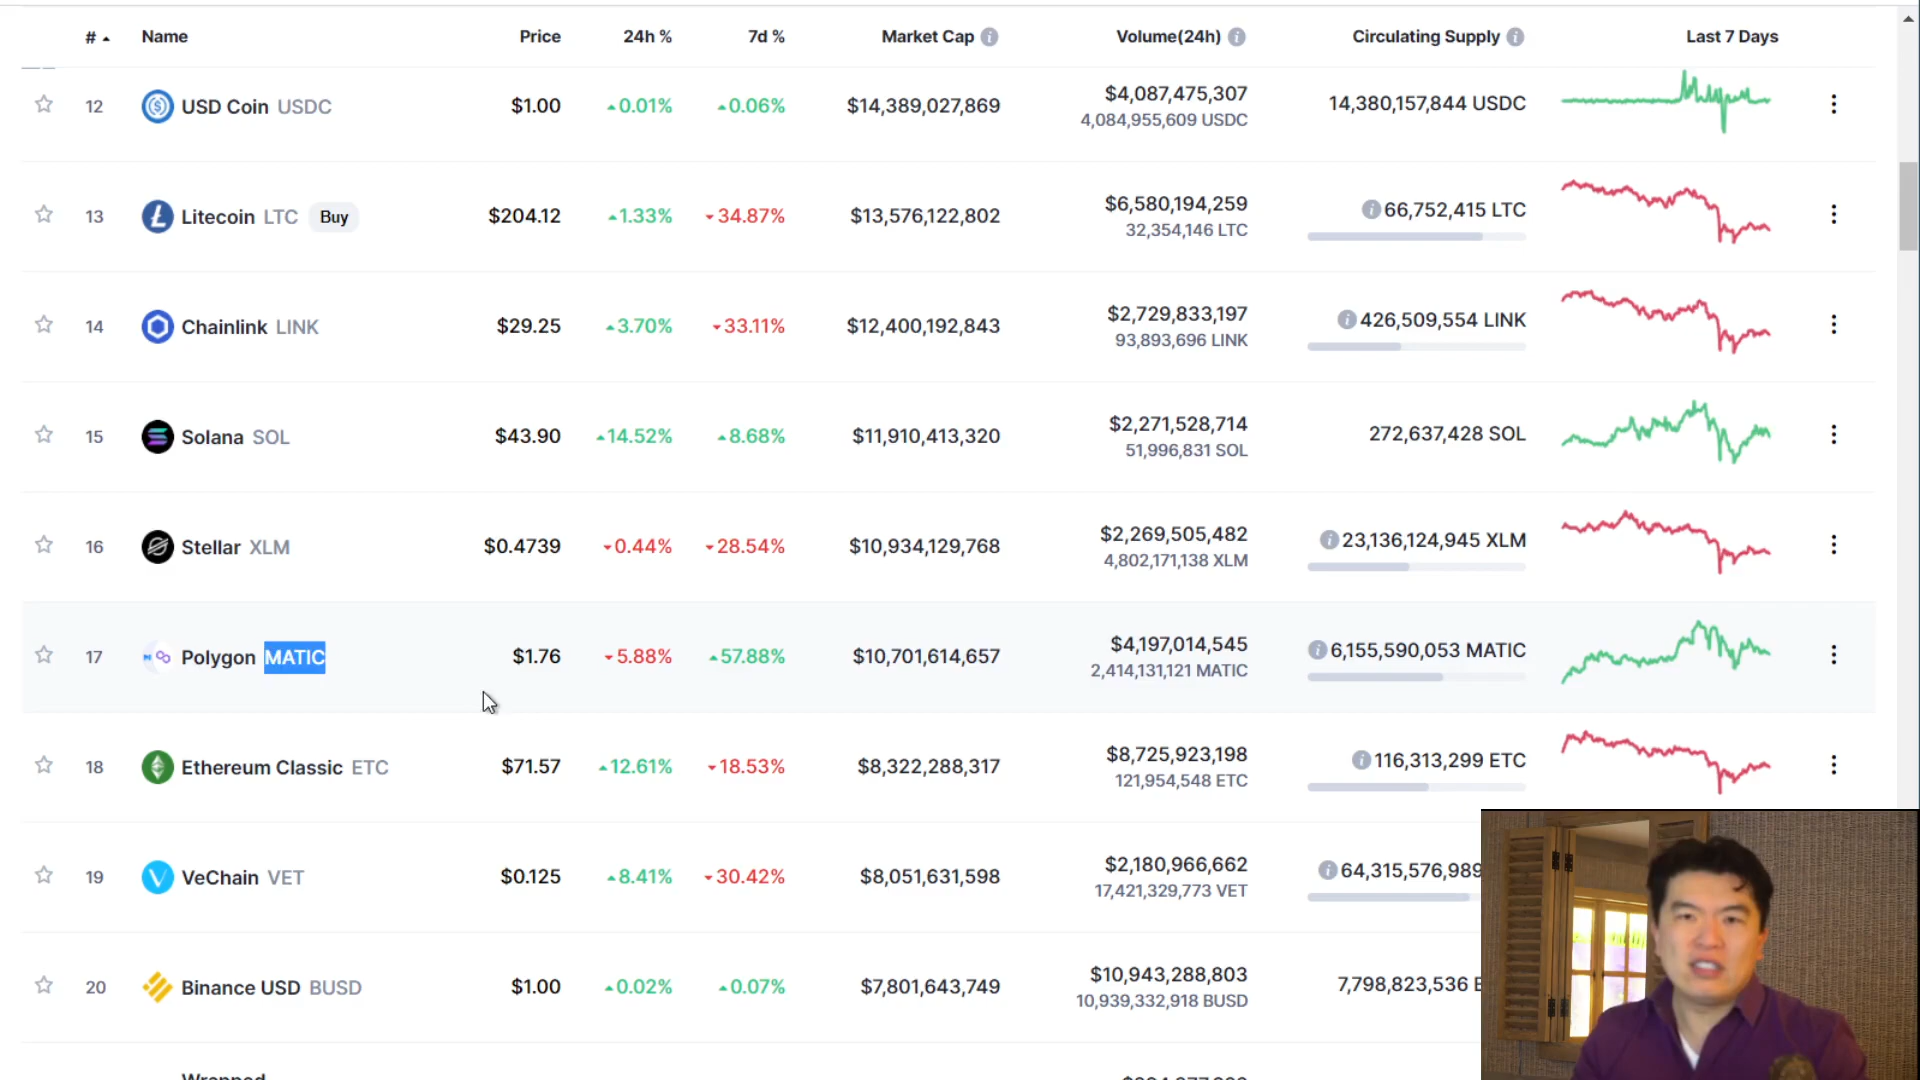 # Name Price 24h % 7d % Market Cap Volume(24h) Circulating Supply Last 7 Days
12 USD Coin USDC $1.00 0.01% 0.06% $14,389,027,869 $4,087,475,307 14,380,157,844 USDC
4,084,955,609 USDC
13 Litecoin LTC Buy $204.12 1.33% 34.87% $13,576,122,802 $6,580,194,259 66,752,415 LTC
32,354,146 LTC
14 Chainlink LINK $29.25 3.70% 33.11% $12,400,192,843 $2,729,833,197 426,509,554 LINK
93,893,696 LINK
15 Solana SOL $43.90 14.52% 8.68% $11,910,413,320 $2,271,528,714 272,637,428 SOL
51,996,831 SOL
16 Stellar XLM $0.4739 0.44% 28.54% $10,934,129,768 $2,269,505,482 23,136,124,945 XLM
4,802,171,138 XLM
17 Polygon MATIC $1.76 5.88% 57.88% $10,701,614,657 $4,197,014,545 6,155,590,053 MATIC
2,414,131,121 MATIC
18 Ethereum Classic ETC $71.57 12.61% 18.53% $8,322,288,317 $8,725,923,198 116,313,299 ETC
121,954,548 ETC
19 VeChain VET $0.125 8.41% 30.42% $8,051,631,598 $2,180,966,662 64,315,576,989
17,421,329,773 VET
20 Binance USD BUSD $1.00 0.02% 0.07% $7,801,643,749 $10,943,288,803 7,798,823,536
10,939,332,918 BUSD
Wrapped